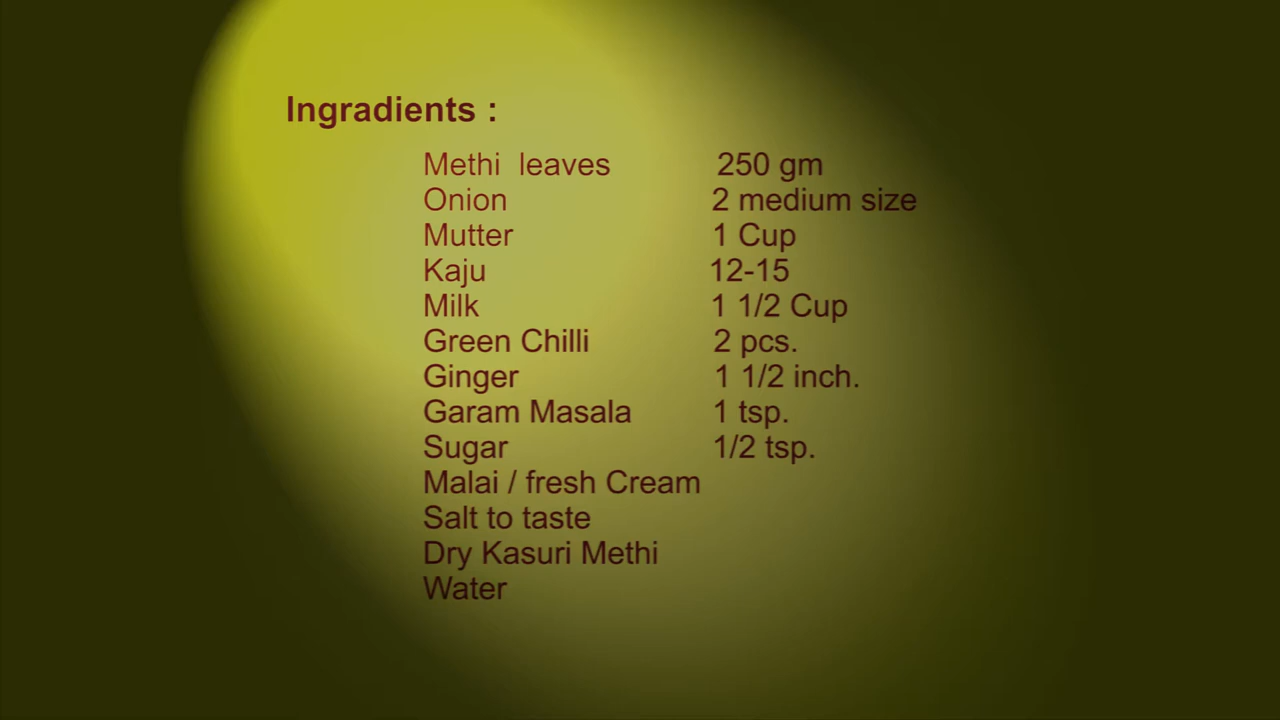 Ingradients :
Methi leaves 250 gm
Onion 2 medium size
Mutter 1 Cup
Kaju 12-15
Milk 1 1/2 Cup
Green Chilli 2 pcs.
Ginger 1 1/2 inch.
Garam Masala 1 tsp.
Sugar 1/2 tsp.
Malai / fresh Cream
Salt to taste
Dry Kasuri Methi
Water